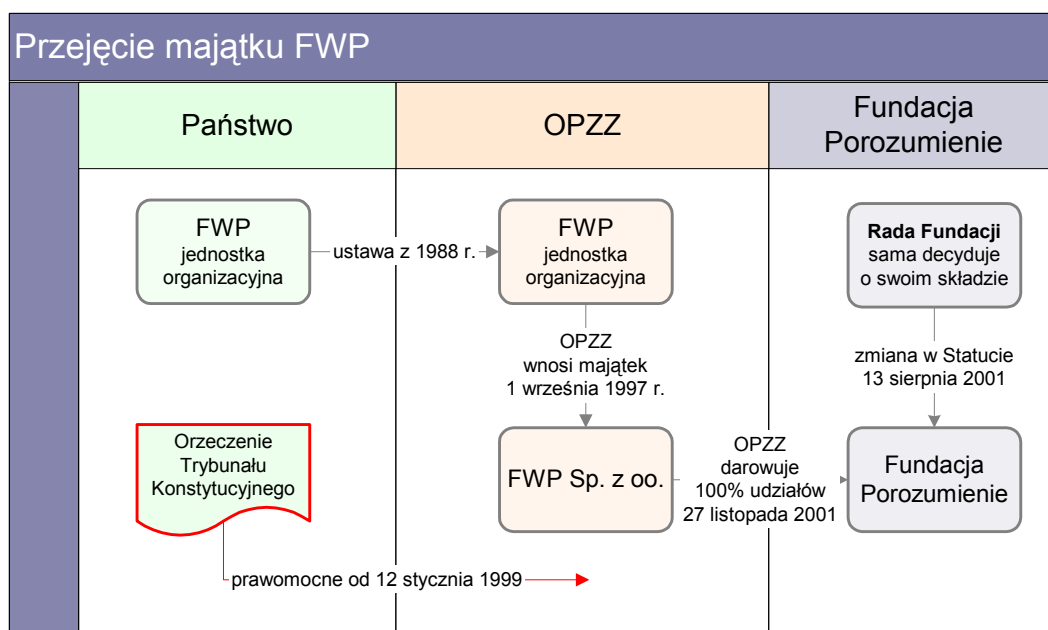 Przejęcie majątku FWP
Państwo
OPZZ
Fundacja
Porozumienie
FWP
jednostka
organizacyjna
ustawa z 1988 r.
FWP
jednostka
organizacyjna
Rada Fundacji
sama decyduje
o swoim składzie
OPZZ
wnosi majątek
1 września 1997 r.
zmiana w Statucie
13 sierpnia 2001
Orzeczenie
Trybunału
Konstytucyjnego
FWP Sp. z oo.
OPZZ
darowuje
100% udziałów
27 listopada 2001
Fundacja
Porozumienie
prawomocne od 12 stycznia 1999